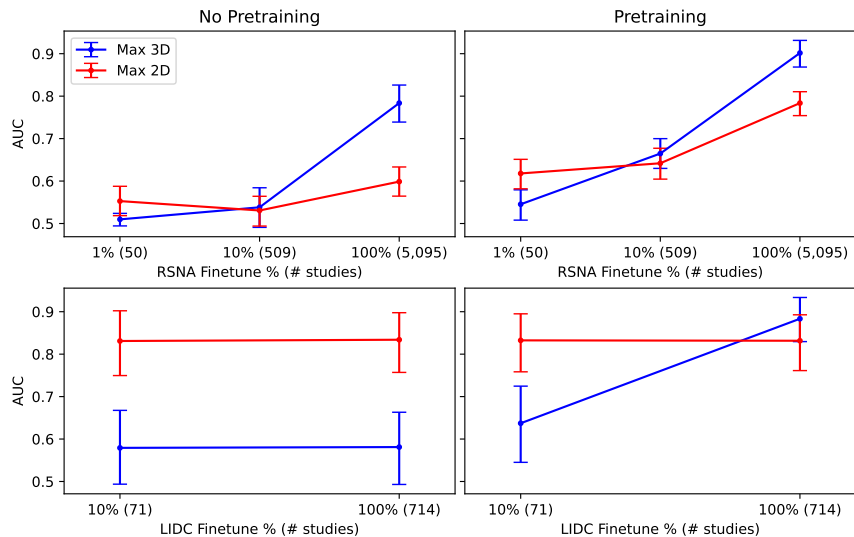 No Pretraining
Pretraining
Max 3D
Max 2D
AUC
0.9
0.8
0.7
0.6
0.5
1% (50)
10% (509)
100% (5,095)
RSNA Finetune % (# studies)
1% (50)
10% (509)
100% (5,095)
RSNA Finetune % (# studies)
AUC
0.9
0.8
0.7
0.6
0.5
10% (71)
100% (714)
LIDC Finetune % (# studies)
10% (71)
100% (714)
LIDC Finetune % (# studies)